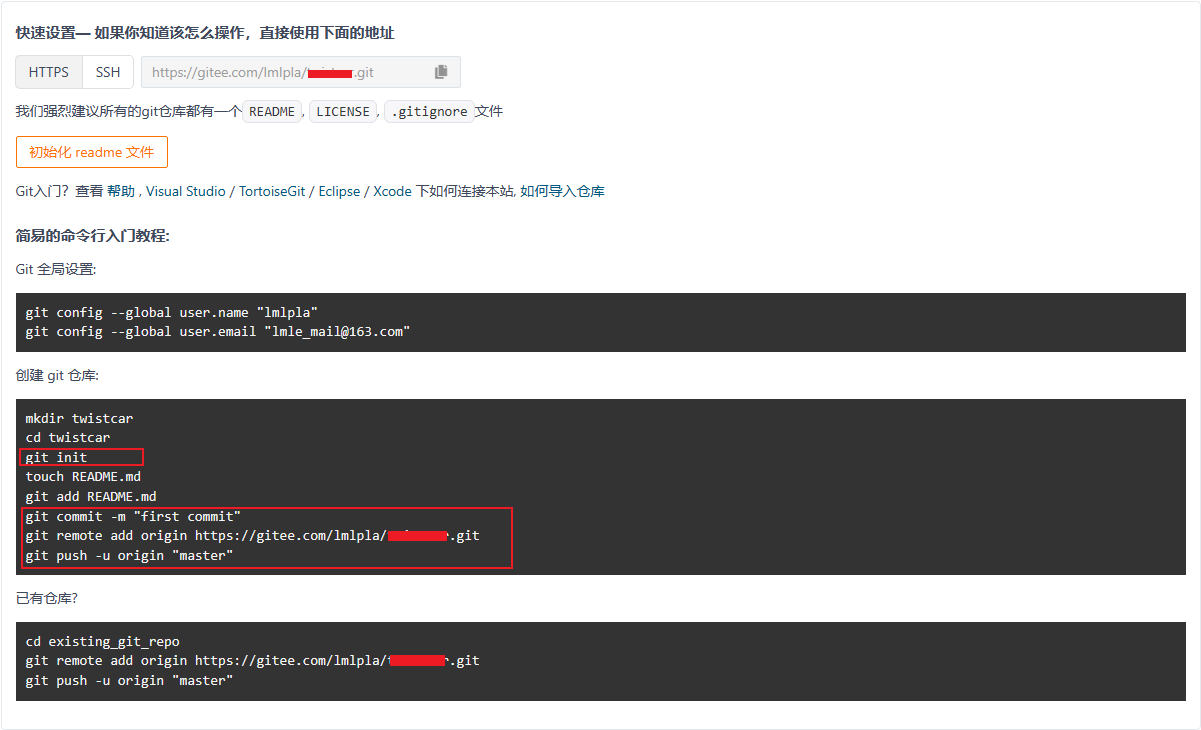 快速设置— 如果你知道该怎么操作，直接使用下面的地址
HTTPS SSH https://gitee.com/lmlpla/ .git
我们强烈建议所有的git仓库都有一个 README , LICENSE , .gitignore 文件
初始化 readme 文件
Git入门？查看 帮助 , Visual Studio / TortoiseGit / Eclipse / Xcode 下如何连接本站, 如何导入仓库
简易的命令行入门教程:
Git 全局设置:
git config --global user.name "lmlpla"
git config --global user.email "lmle_mail@163.com"
创建 git 仓库:
mkdir twistcar
cd twistcar
git init
touch README.md
git add README.md
git commit -m "first commit"
git remote add origin https://gitee.com/lmlpla/ .git
git push -u origin "master"
已有仓库?
cd existing_git_repo
git remote add origin https://gitee.com/lmlpla/ .git
git push -u origin "master"